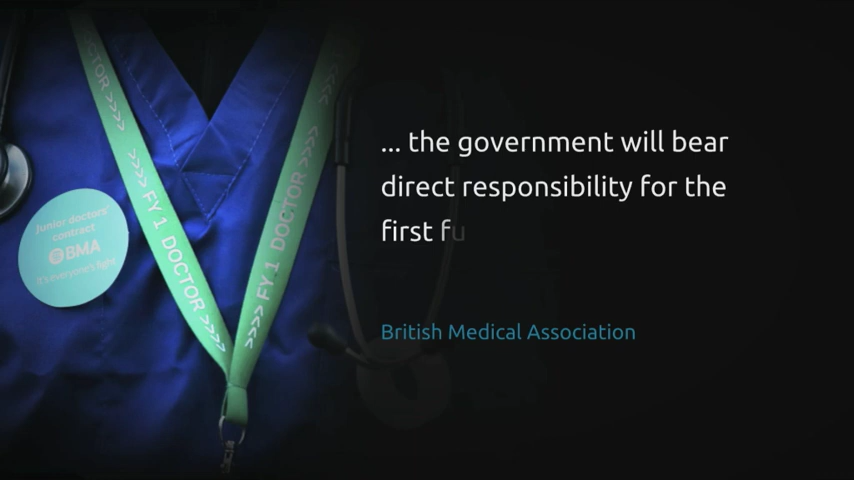 ... the government will bear
direct responsibility for the
first fu
British Medical Association
Junior doctors'
contract
BMA
It's everyone's fight
DOCTOR >>>>
>>>> FY 1 DOCTOR >>>>
>>>> FY 1 DOCTOR >>>>